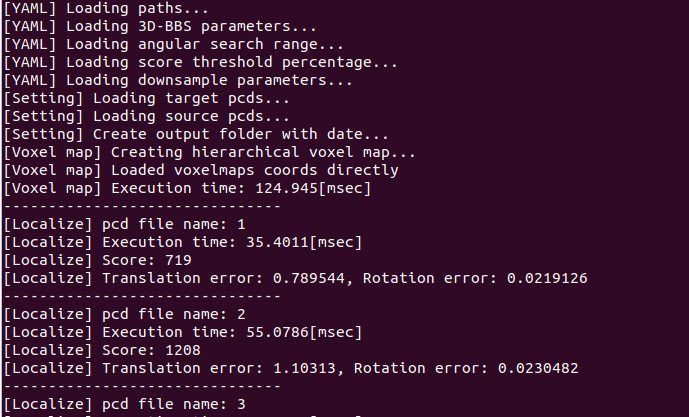 [YAML] Loading paths...
[YAML] Loading 3D-BBS parameters...
[YAML] Loading angular search range...
[YAML] Loading score threshold percentage...
[YAML] Loading downsample parameters...
[Setting] Loading target pcds...
[Setting] Loading source pcds...
[Setting] Create output folder with date...
[Voxel map] Creating hierarchical voxel map...
[Voxel map] Loaded voxelmaps coords directly
[Voxel map] Execution time: 124.945[msec]
-------------------------------
[Localize] pcd file name: 1
[Localize] Execution time: 35.4011[msec]
[Localize] Score: 719
[Localize] Translation error: 0.789544, Rotation error: 0.0219126
-------------------------------
[Localize] pcd file name: 2
[Localize] Execution time: 55.0786[msec]
[Localize] Score: 1208
[Localize] Translation error: 1.10313, Rotation error: 0.0230482
-------------------------------
[Localize] pcd file name: 3